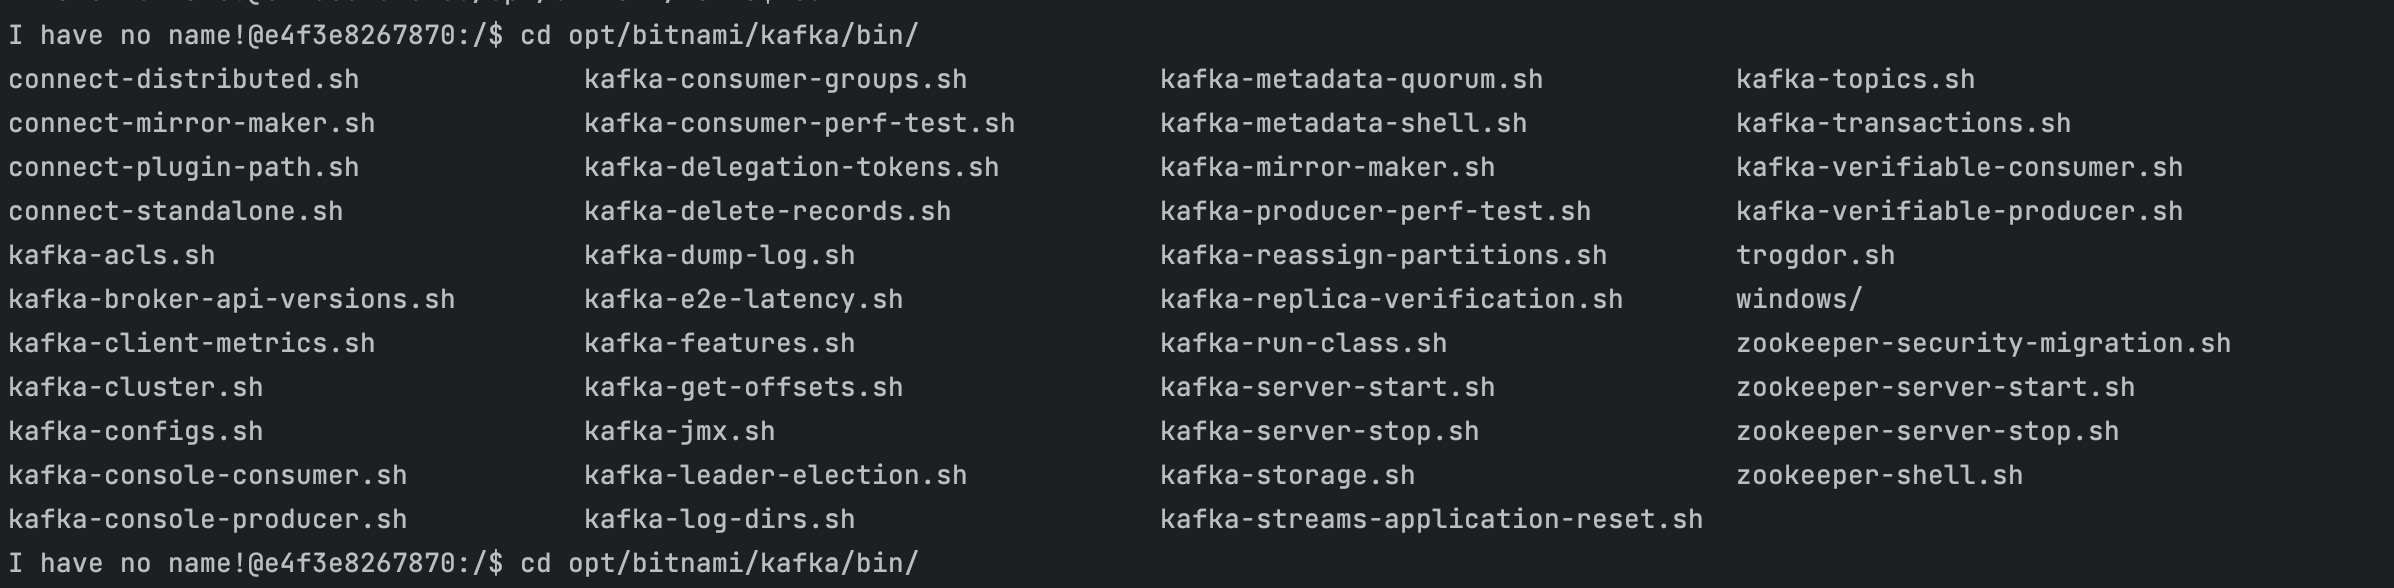 I have no name!@e4f3e8267870:/$ cd opt/bitnami/kafka/bin/
connect-distributed.sh kafka-consumer-groups.sh kafka-metadata-quorum.sh kafka-topics.sh
connect-mirror-maker.sh kafka-consumer-perf-test.sh kafka-metadata-shell.sh kafka-transactions.sh
connect-plugin-path.sh kafka-delegation-tokens.sh kafka-mirror-maker.sh kafka-verifiable-consumer.sh
connect-standalone.sh kafka-delete-records.sh kafka-producer-perf-test.sh kafka-verifiable-producer.sh
kafka-acls.sh kafka-dump-log.sh kafka-reassign-partitions.sh trogdor.sh
kafka-broker-api-versions.sh kafka-e2e-latency.sh kafka-replica-verification.sh windows/
kafka-client-metrics.sh kafka-features.sh kafka-run-class.sh zookeeper-security-migration.sh
kafka-cluster.sh kafka-get-offsets.sh kafka-server-start.sh zookeeper-server-start.sh
kafka-configs.sh kafka-jmx.sh kafka-server-stop.sh zookeeper-server-stop.sh
kafka-console-consumer.sh kafka-leader-election.sh kafka-storage.sh zookeeper-shell.sh
kafka-console-producer.sh kafka-log-dirs.sh kafka-streams-application-reset.sh
I have no name!@e4f3e8267870:/$ cd opt/bitnami/kafka/bin/